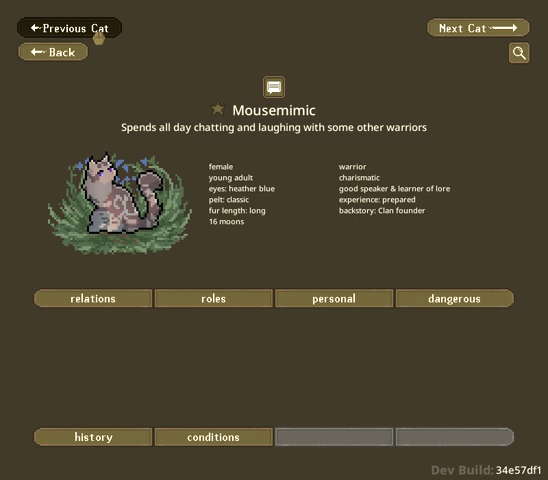 Previous Cat
Next Cat
Back
Mousemimic
Spends all day chatting and laughing with some other warriors
female
young adult
eyes: heather blue
pelt: classic
fur length: long
16 moons
warrior
charismatic
good speaker & learner of lore
experience: prepared
backstory: Clan founder
relations
roles
personal
dangerous
history
conditions
Dev Build: 34e57df1